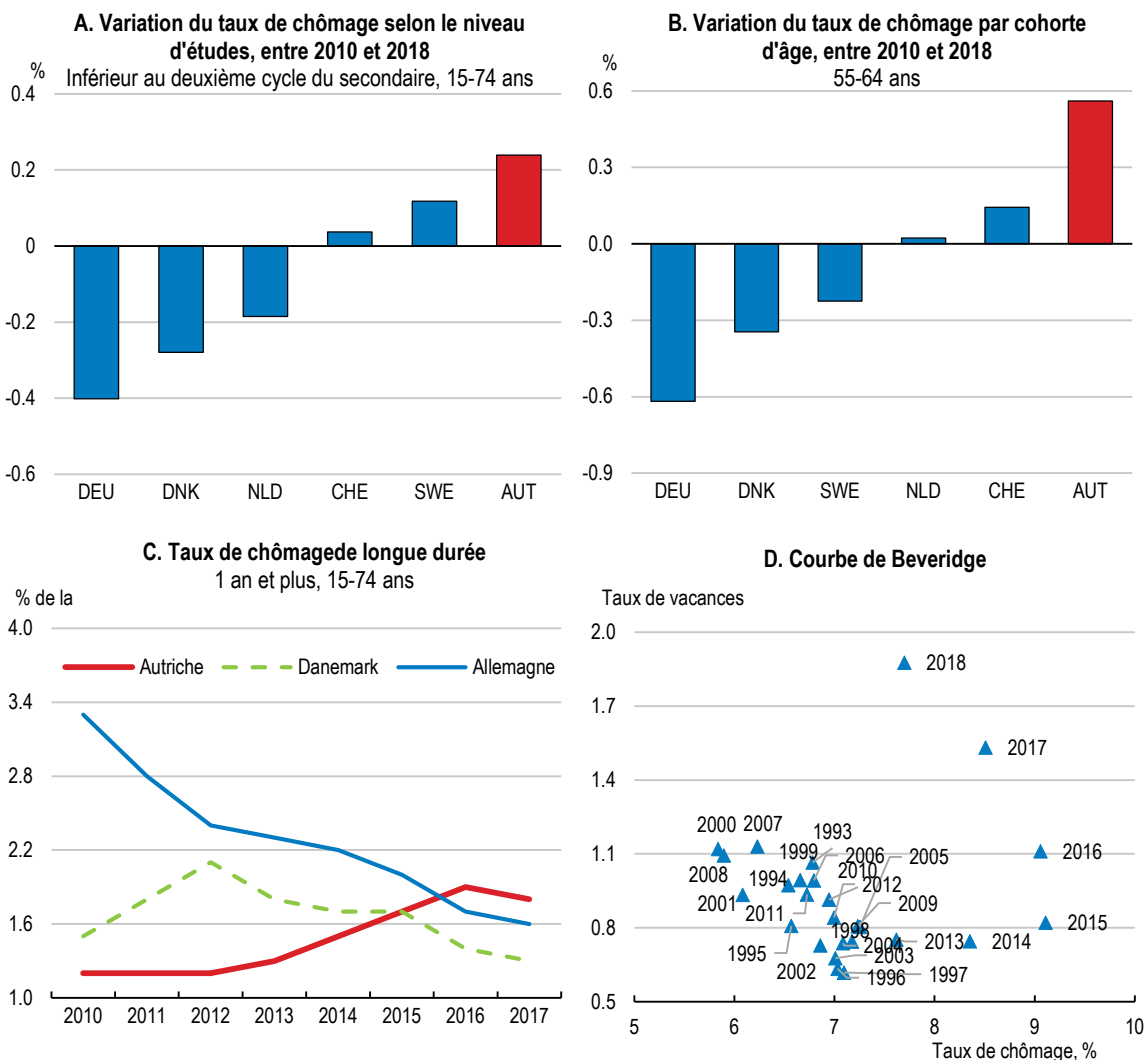 A. Variation du taux de chômage selon le niveau
d'études, entre 2010 et 2018
Inférieur au deuxième cycle du secondaire, 15-74 ans
%
0.4
0.2
0
-0.2
-0.4
-0.6
DEU DNK NLD CHE SWE AUT
B. Variation du taux de chômage par cohorte
d'âge, entre 2010 et 2018
55-64 ans
%
0.6
0.3
0.0
-0.3
-0.6
-0.9
DEU DNK SWE NLD CHE AUT
C. Taux de chômagede longue durée
1 an et plus, 15-74 ans
% de la
4.0
Autriche Danemark Allemagne
3.4
2.8
2.2
1.6
1.0
2010 2011 2012 2013 2014 2015 2016 2017
D. Courbe de Beveridge
Taux de vacances
2.0
2018
1.7
2017
1.4
2000 2007 1993
1.1
1999 2006 2005 2016
2008 1994 2010 2012
2001 2011 2009 2015
0.8
1998 2004 2013 2014
1995 2002 2003
1996 1997
0.5
5 6 7 8 9 10
Taux de chômage, %